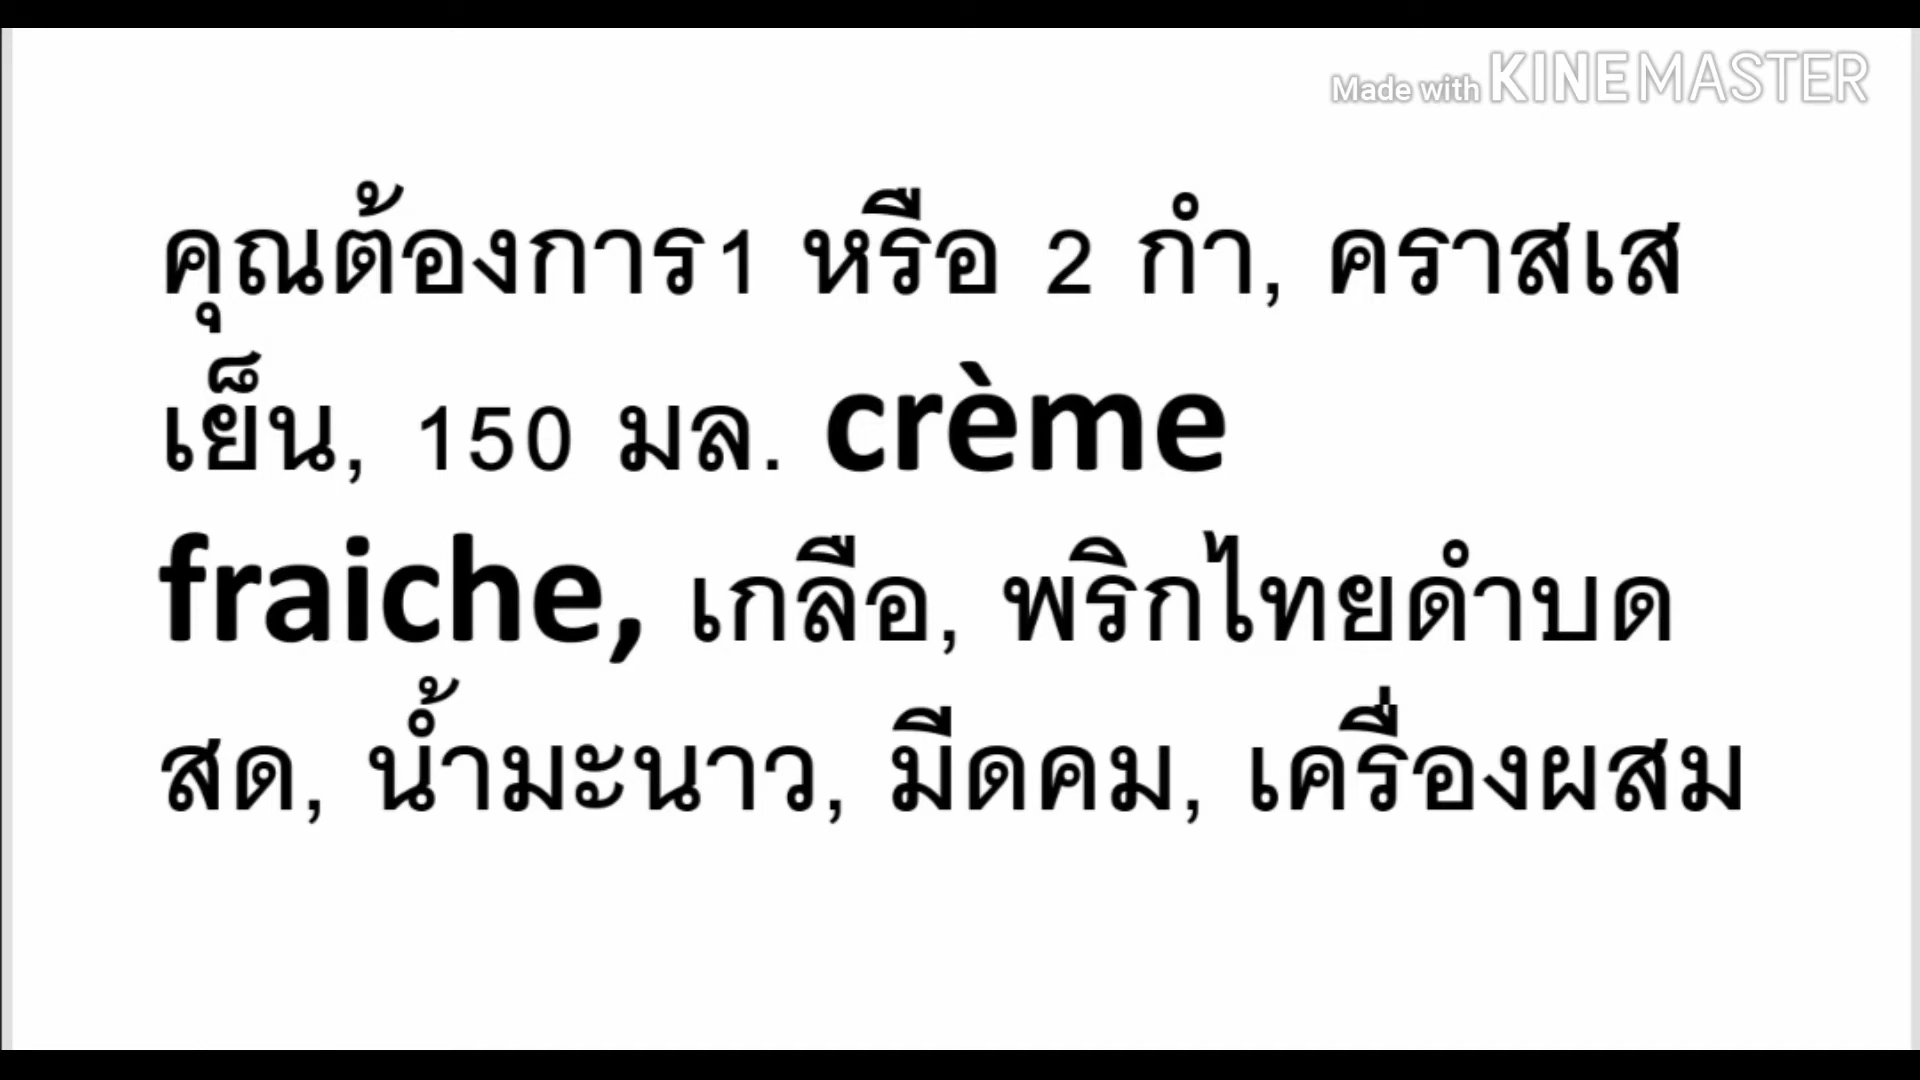 Made with KINEMASTER
คุณต้องการ1 หรือ 2 กำ, คราสเส
เย็น, 150 มล. crème
fraiche, เกลือ, พริกไทยดำบด
สด, น้ำมะนาว, มีดคม, เครื่องผสม